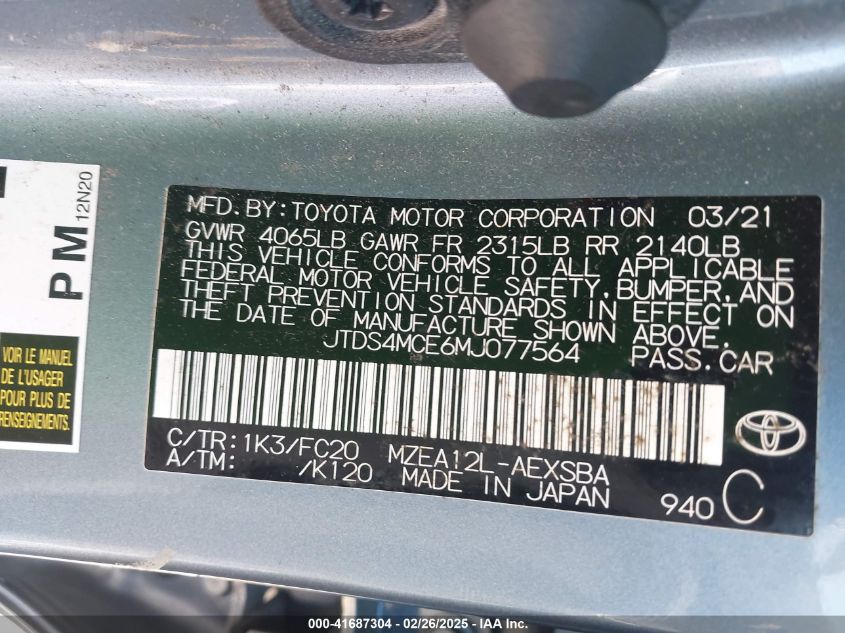 PM 12N20
VOIR LE MANUEL
DE L'USAGER
POUR PLUS DE
RENSEIGNEMENTS.
MFD. BY: TOYOTA MOTOR CORPORATION 03/21
GVWR 4065LB GAWR FR 2315LB RR 2140LB
THIS VEHICLE CONFORMS TO ALL APPLICABLE
FEDERAL MOTOR VEHICLE SAFETY, BUMPER, AND
THEFT PREVENTION STANDARDS IN EFFECT ON
THE DATE OF MANUFACTURE SHOWN ABOVE.
JTDS4MCE6MJ077564 PASS. CAR
C/TR: 1K3/FC20 MZEA12L-AEXSBA
A/TM: /K120 MADE IN JAPAN 940 C
000-41687304 - 02/26/2025 - IAA Inc.